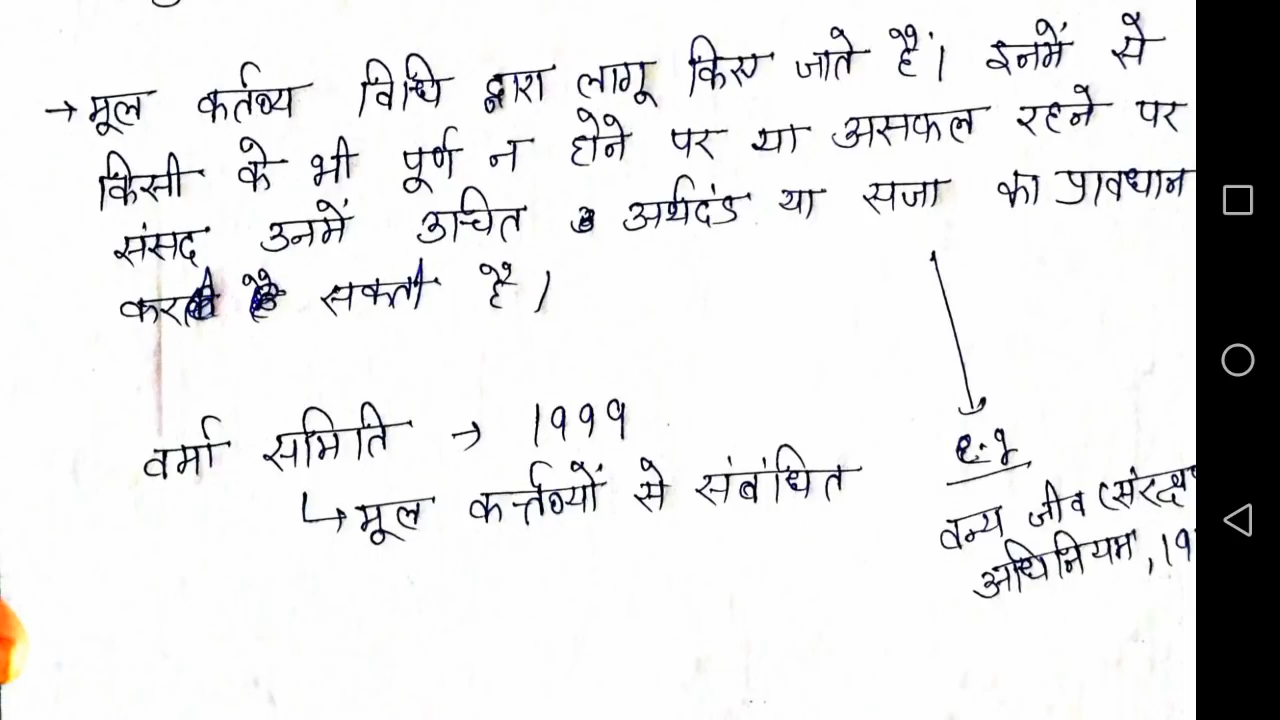 → मूल कर्तव्य विधि द्वारा लागू किए जाते हैं। इनमें से
किसी के भी पूर्ण न होने पर या असफल रहने पर
संसद उनमें उचित अर्थदंड या सजा का प्रावधान
कर सकता है।
वर्मा समिति → 1999
↳ मूल कर्त्तव्यों से संबंधित
e.g
वन्य जीव (संरक्षण
अधिनियम, 19